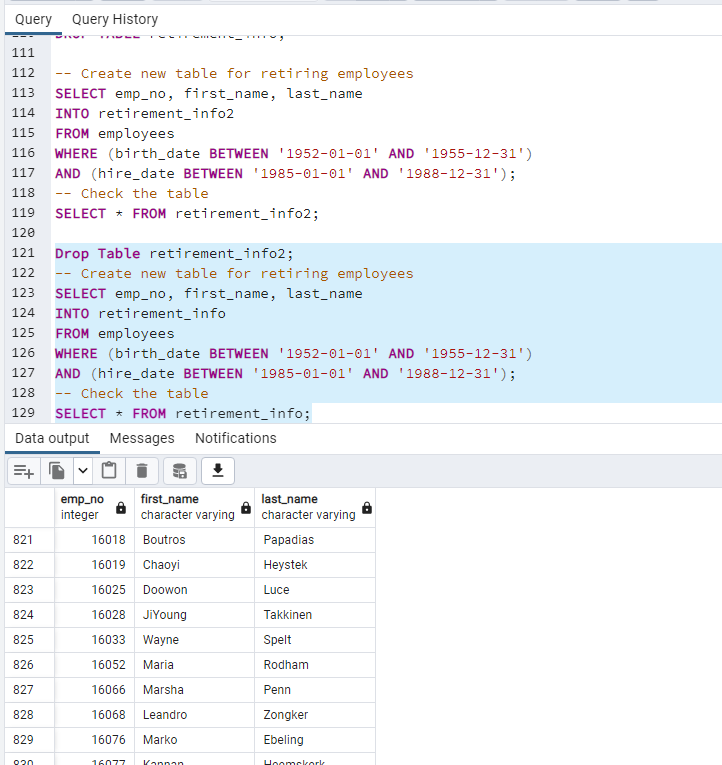 Query Query History
DROP TABLE retirement_info;
111
112 -- Create new table for retiring employees
113 SELECT emp_no, first_name, last_name
114 INTO retirement_info2
115 FROM employees
116 WHERE (birth_date BETWEEN '1952-01-01' AND '1955-12-31')
117 AND (hire_date BETWEEN '1985-01-01' AND '1988-12-31');
118 -- Check the table
119 SELECT * FROM retirement_info2;
120
121 Drop Table retirement_info2;
122 -- Create new table for retiring employees
123 SELECT emp_no, first_name, last_name
124 INTO retirement_info
125 FROM employees
126 WHERE (birth_date BETWEEN '1952-01-01' AND '1955-12-31')
127 AND (hire_date BETWEEN '1985-01-01' AND '1988-12-31');
128 -- Check the table
129 SELECT * FROM retirement_info;
Data output Messages Notifications
emp_no first_name last_name
integer character varying character varying
821 16018 Boutros Papadias
822 16019 Chaoyi Heystek
823 16025 Doowon Luce
824 16028 JiYoung Takkinen
825 16033 Wayne Spelt
826 16052 Maria Rodham
827 16066 Marsha Penn
828 16068 Leandro Zongker
829 16076 Marko Ebeling
830 16077 Kannan